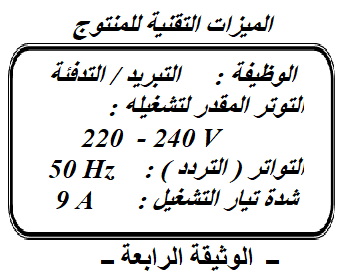 الميزات التقنية للمنتوج
الوظيفة : التبريد / التدفئة
التوتر المقدر لتشغيله :
220 - 240 V
التواتر ( التردد ) : 50 Hz
شدة تيار التشغيل : 9 A
– الوثيقة الرابعة –